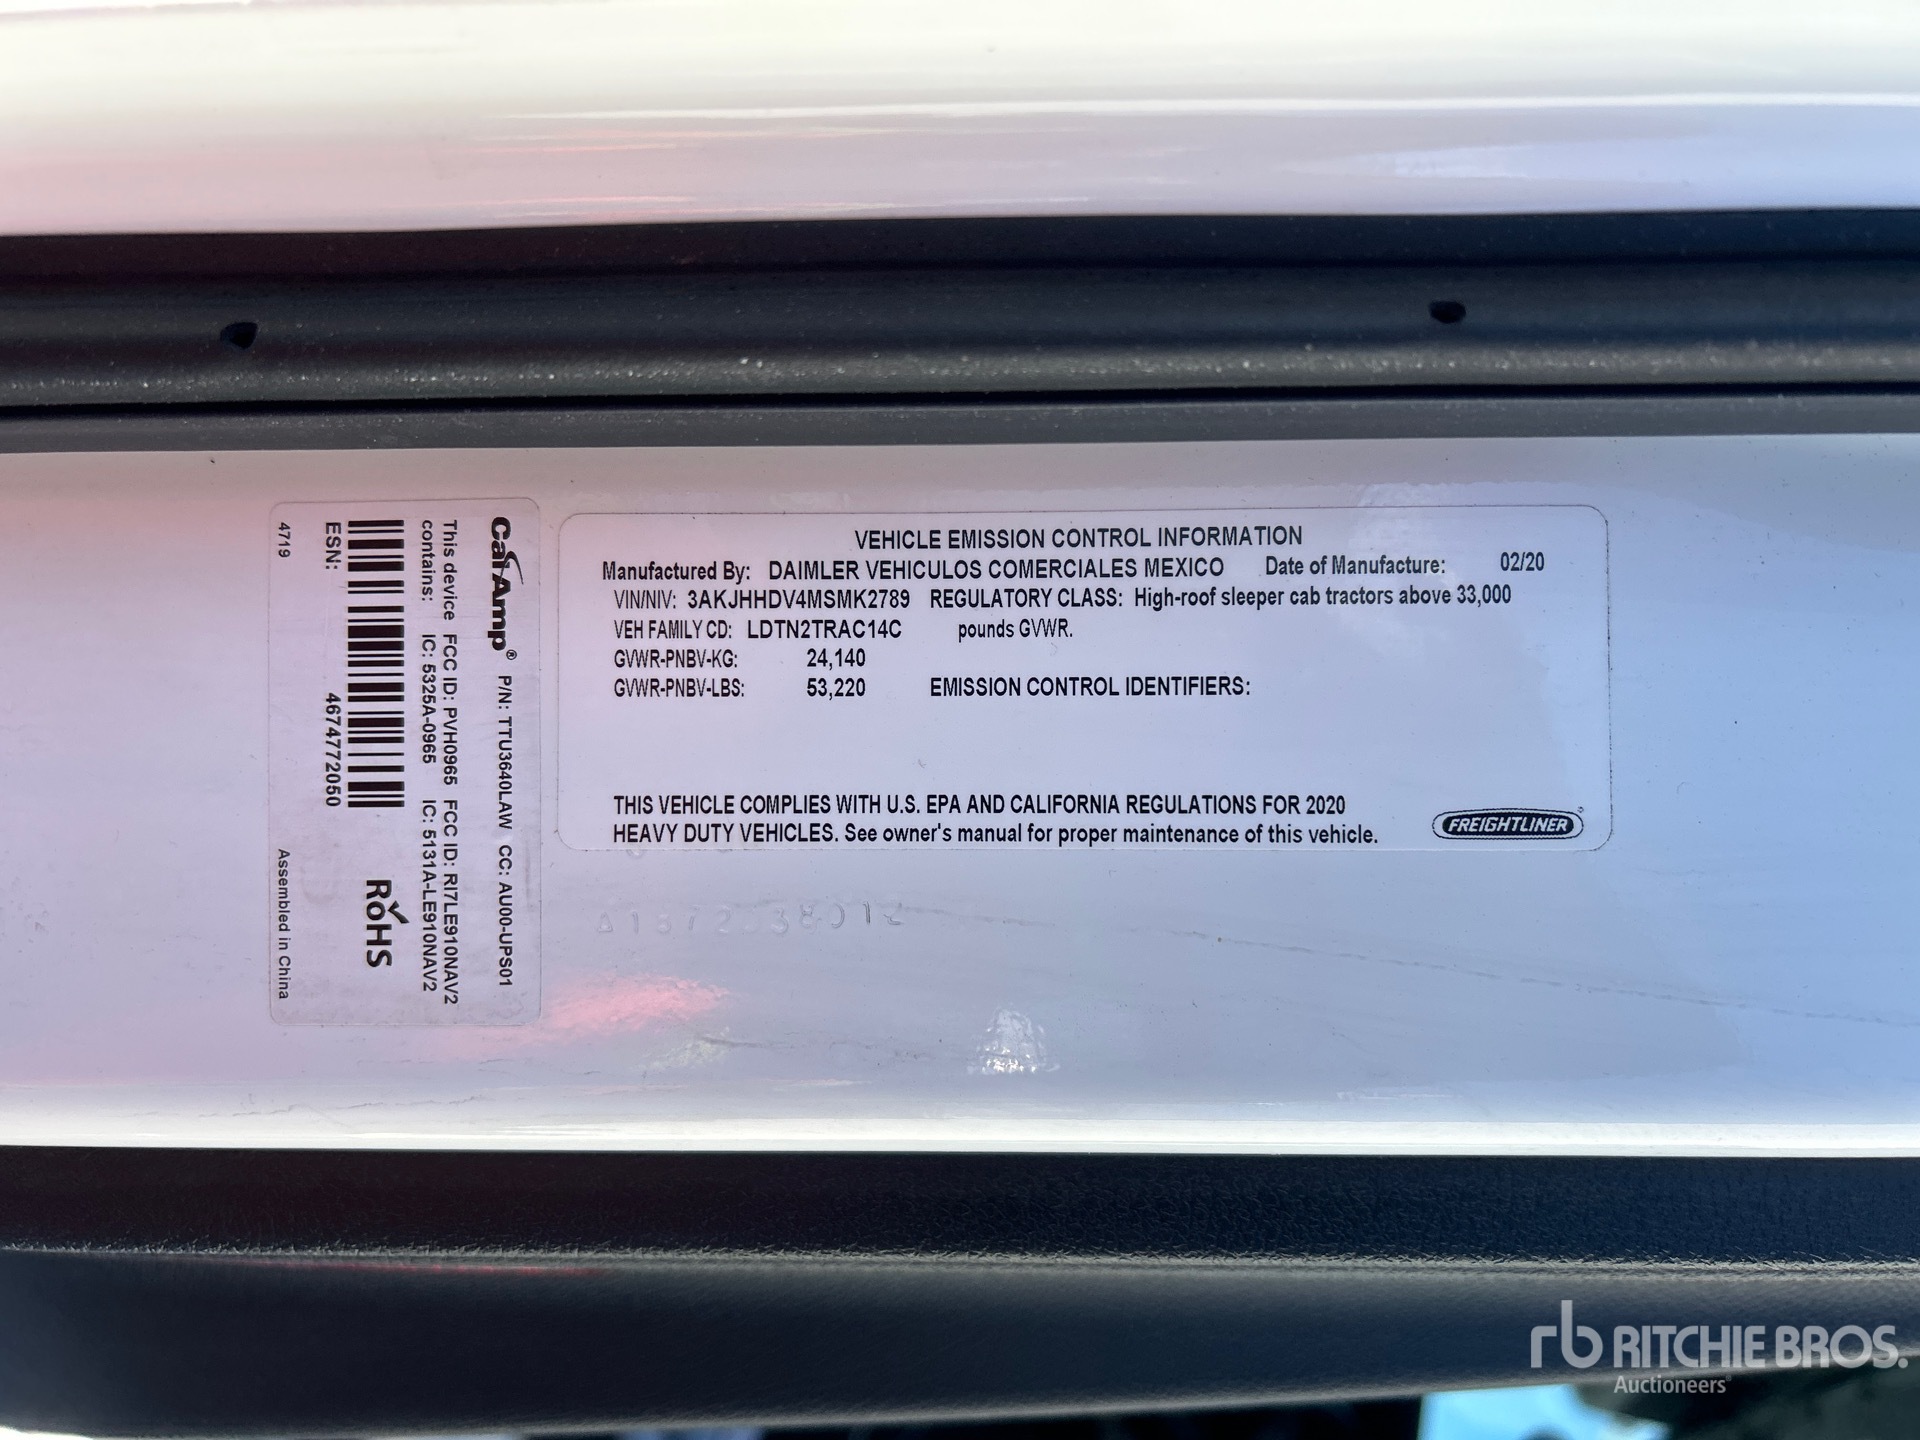 VEHICLE EMISSION CONTROL INFORMATION
Manufactured By: DAIMLER VEHICULOS COMERCIALES MEXICO Date of Manufacture: 02/20
VIN/NIV: 3AKJHHDV4MSMK2789 REGULATORY CLASS: High-roof sleeper cab tractors above 33,000
VEH FAMILY CD: LDTN2TRAC14C pounds GVWR.
GVWR-PNBV-KG: 24,140
GVWR-PNBV-LBS: 53,220 EMISSION CONTROL IDENTIFIERS:
THIS VEHICLE COMPLIES WITH U.S. EPA AND CALIFORNIA REGULATIONS FOR 2020
HEAVY DUTY VEHICLES. See owner's manual for proper maintenance of this vehicle.
FREIGHTLINER
CalAmp® P/N: TTU3640LAW CC: AU00-UPS01
This device FCC ID: PVH0965 FCC ID: RI7LE910NAV2
contains: IC: 5325A-0965 IC: 5131A-LE910NAV2
RoHS
ESN: 4674772050
4719 Assembled in China
rb RITCHIE BROS.
Auctioneers